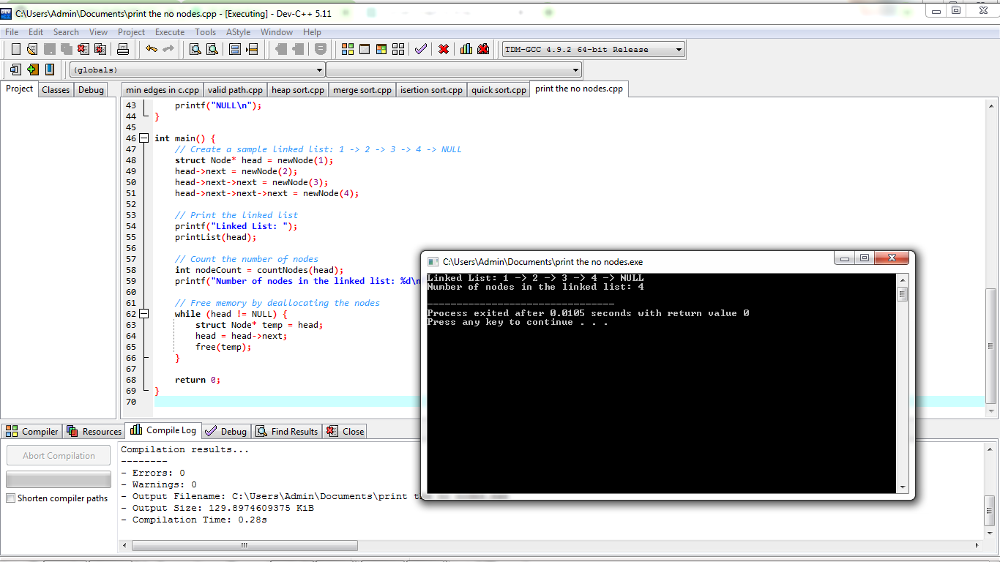 C:\Users\Admin\Documents\print the no nodes.cpp - [Executing] - Dev-C++ 5.11
File Edit Search View Project Execute Tools AStyle Window Help
TDM-GCC 4.9.2 64-bit Release
(globals)
Project Classes Debug
min edges in c.cpp valid path.cpp heap sort.cpp merge sort.cpp isertion sort.cpp quick sort.cpp print the no nodes.cpp
43 printf("NULL\n");
44 }
45
46 int main() {
47 // Create a sample linked list: 1 -> 2 -> 3 -> 4 -> NULL
48 struct Node* head = newNode(1);
49 head->next = newNode(2);
50 head->next->next = newNode(3);
51 head->next->next->next = newNode(4);
52
53 // Print the linked list
54 printf("Linked List: ");
55 printList(head);
56
57 // Count the number of nodes
58 int nodeCount = countNodes(head);
59 printf("Number of nodes in the linked list: %d\n
60
61 // Free memory by deallocating the nodes
62 while (head != NULL) {
63 struct Node* temp = head;
64 head = head->next;
65 free(temp);
66 }
67
68 return 0;
69 }
70
C:\Users\Admin\Documents\print the no nodes.exe
Linked List: 1 -> 2 -> 3 -> 4 -> NULL
Number of nodes in the linked list: 4
--------------------------------
Process exited after 0.0105 seconds with return value 0
Press any key to continue . . .
Compiler Resources Compile Log Debug Find Results Close
Abort Compilation
Shorten compiler paths
Compilation results...
--------
- Errors: 0
- Warnings: 0
- Output Filename: C:\Users\Admin\Documents\print
- Output Size: 129.8974609375 KiB
- Compilation Time: 0.28s